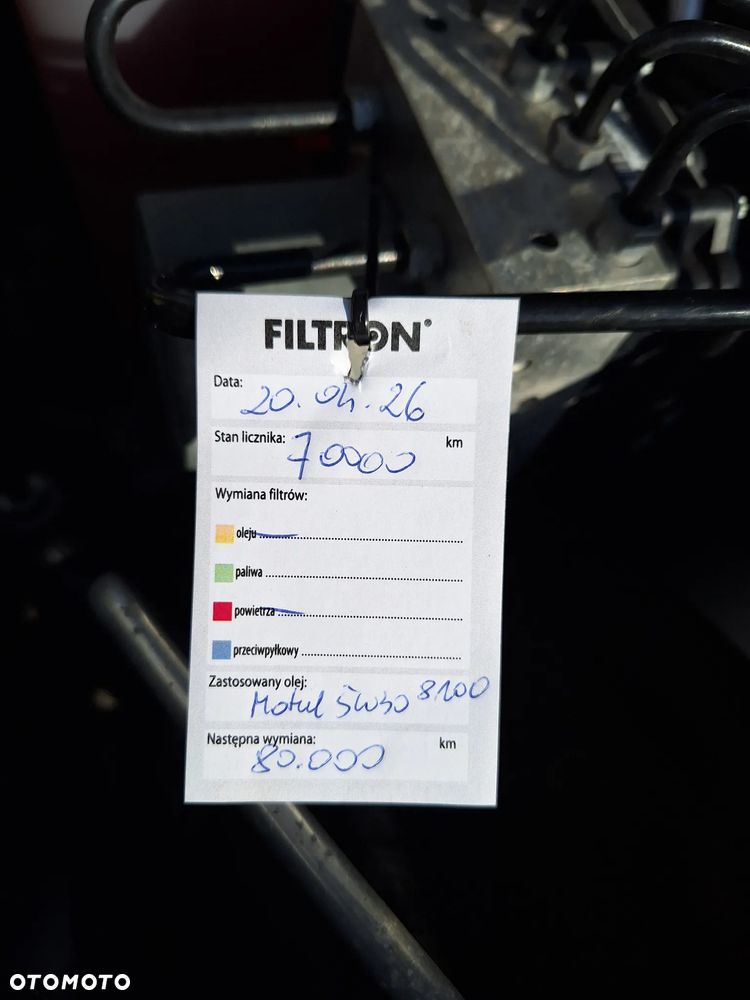 FILTRON®
Data: 20.04.26
Stan licznika: 70000 km
Wymiana filtrów:
oleju
paliwa
powietrza
przeciwpyłkowy
Zastosowany olej:
Motul 5W30 8100
Następna wymiana: km
80.000
OTOMOTO